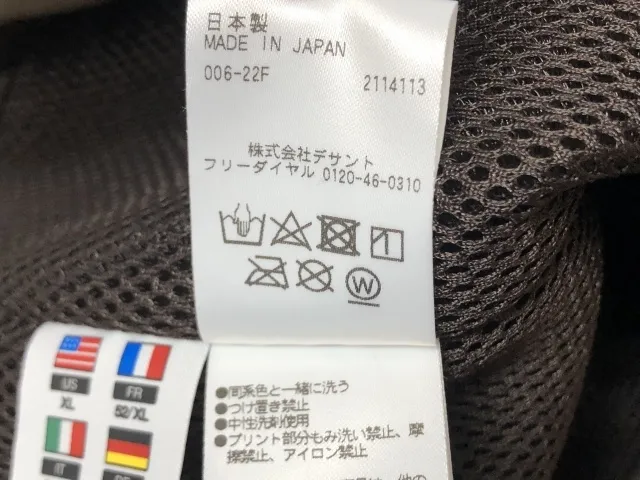 日本製
MADE IN JAPAN
006-22F 2114113
株式会社デサント
フリーダイヤル 0120-46-0310
W
●同系色と一緒に洗う
●つけ置き禁止
●中性洗剤使用
●プリント部分もみ洗い禁止、摩
擦禁止、アイロン禁止
US
XL
FR
52/XL
IT